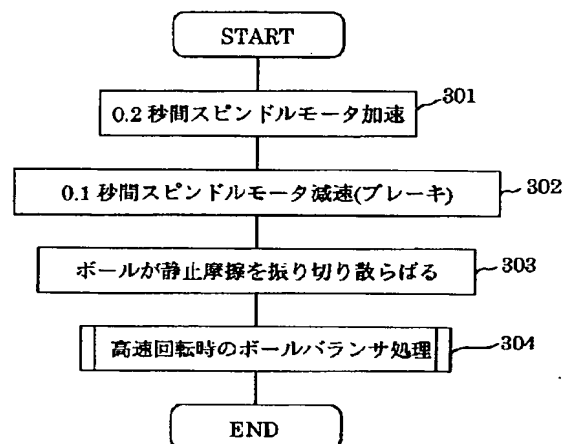 START
0.2 秒間スピンドルモータ加速
301
0.1 秒間スピンドルモータ減速(ブレーキ)
302
ボールが静止摩擦を振り切り散らばる
303
高速回転時のボールバランサ処理
304
END